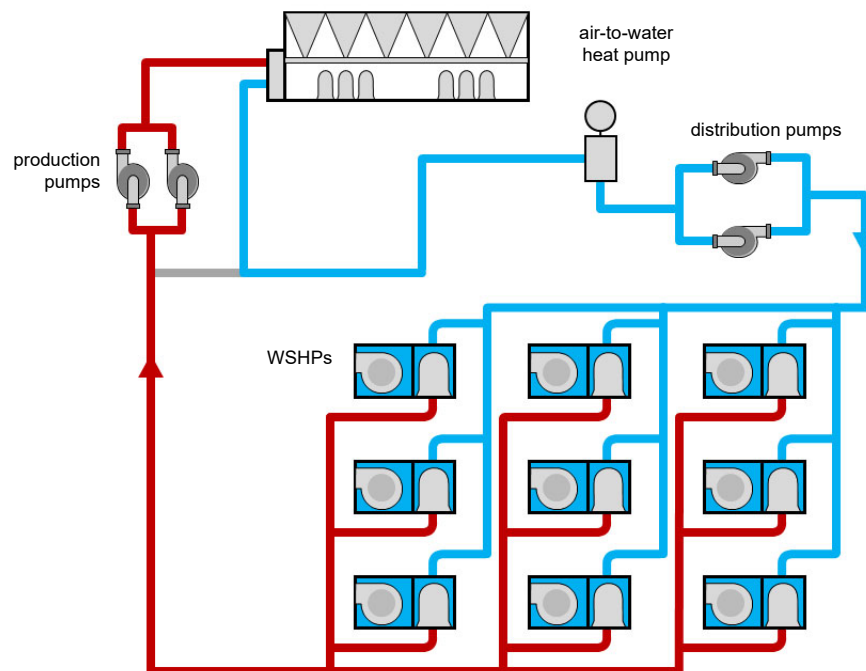 air-to-water
heat pump
distribution pumps
production
pumps
WSHPs